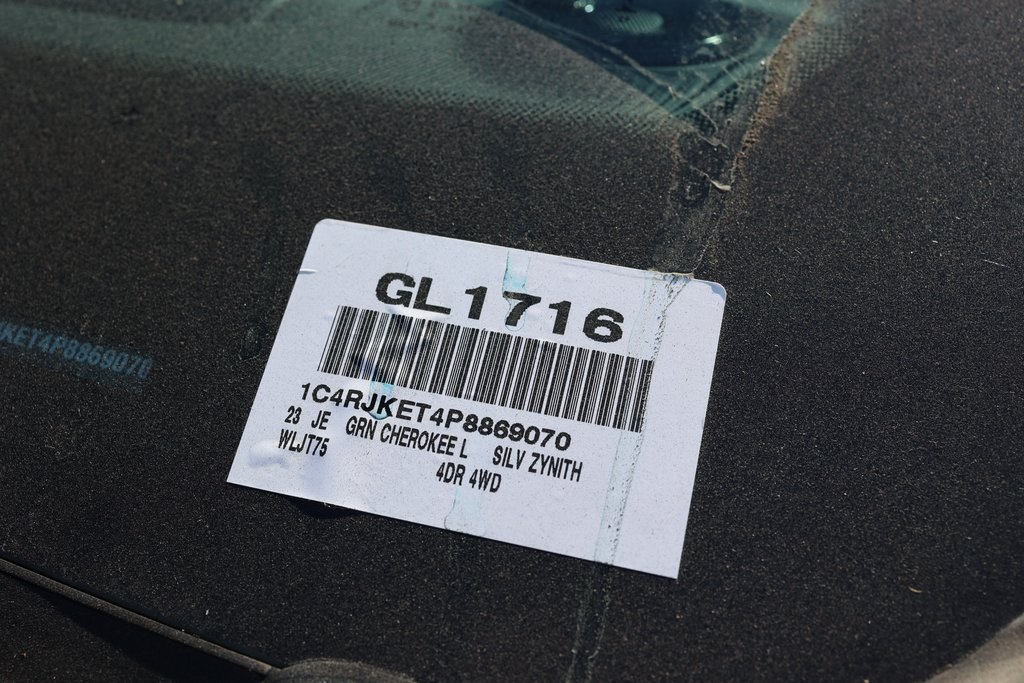 GL1716
1C4RJKET4P8869070
23 JE GRN CHEROKEE L SILV ZYNITH
WLJT75 4DR 4WD
KET4P8869070